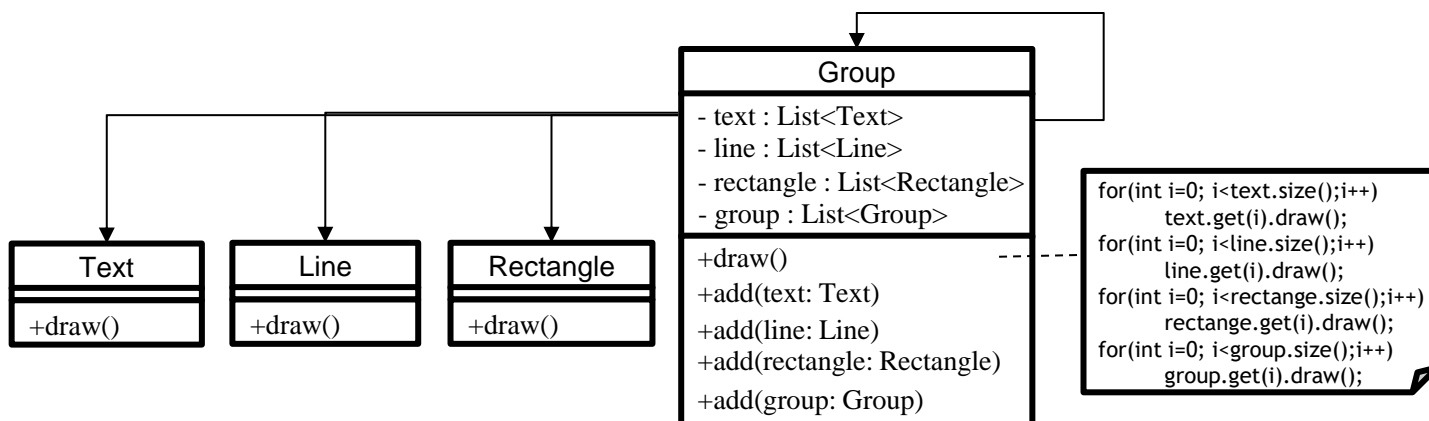 Group
- text : List<Text>
- line : List<Line>
- rectangle : List<Rectangle>
- group : List<Group>
+draw()
+add(text: Text)
+add(line: Line)
+add(rectangle: Rectangle)
+add(group: Group)
for(int i=0; i<text.size();i++)
text.get(i).draw();
for(int i=0; i<line.size();i++)
line.get(i).draw();
for(int i=0; i<rectange.size();i++)
rectange.get(i).draw();
for(int i=0; i<group.size();i++)
group.get(i).draw();
Text
+draw()
Line
+draw()
Rectangle
+draw()